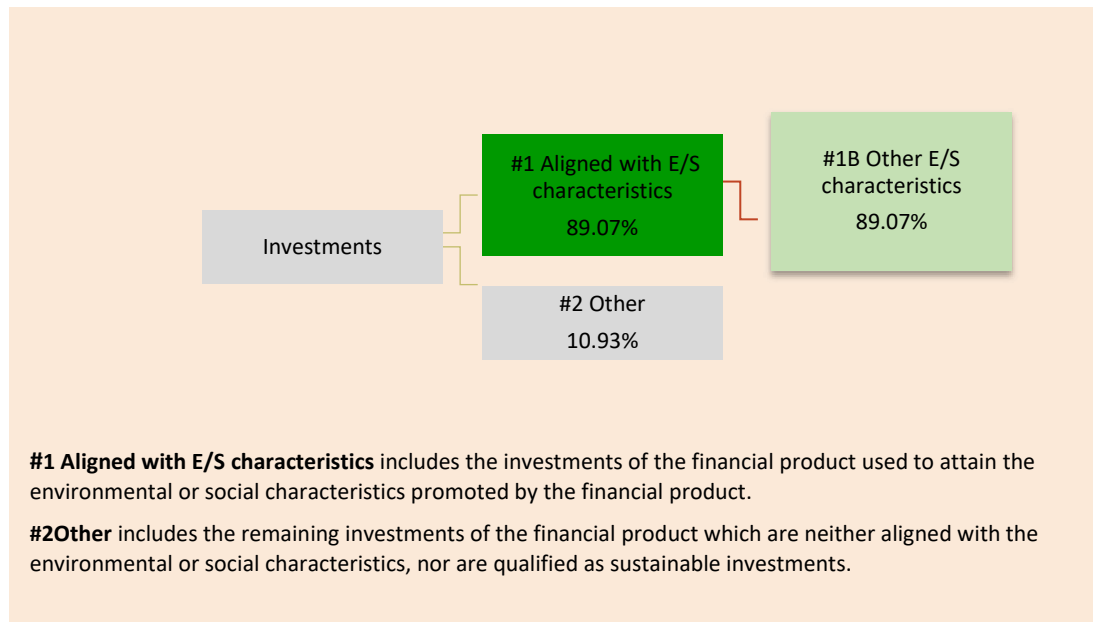 Investments
#1 Aligned with E/S
characteristics
89.07%
#1B Other E/S
characteristics
89.07%
#2 Other
10.93%
#1 Aligned with E/S characteristics includes the investments of the financial product used to attain the
environmental or social characteristics promoted by the financial product.
#2Other includes the remaining investments of the financial product which are neither aligned with the
environmental or social characteristics, nor are qualified as sustainable investments.